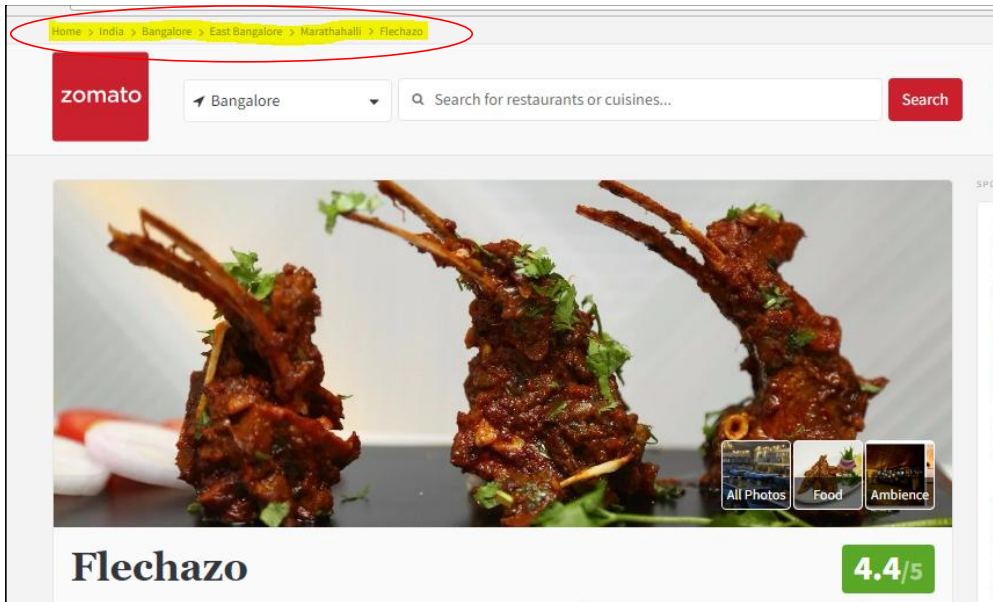 Home > India > Bangalore > East Bangalore > Marathahalli > Flechazo
zomato
Bangalore
Search for restaurants or cuisines...
Search
SPO
All Photos
Food
Ambience
Flechazo
4.4/5